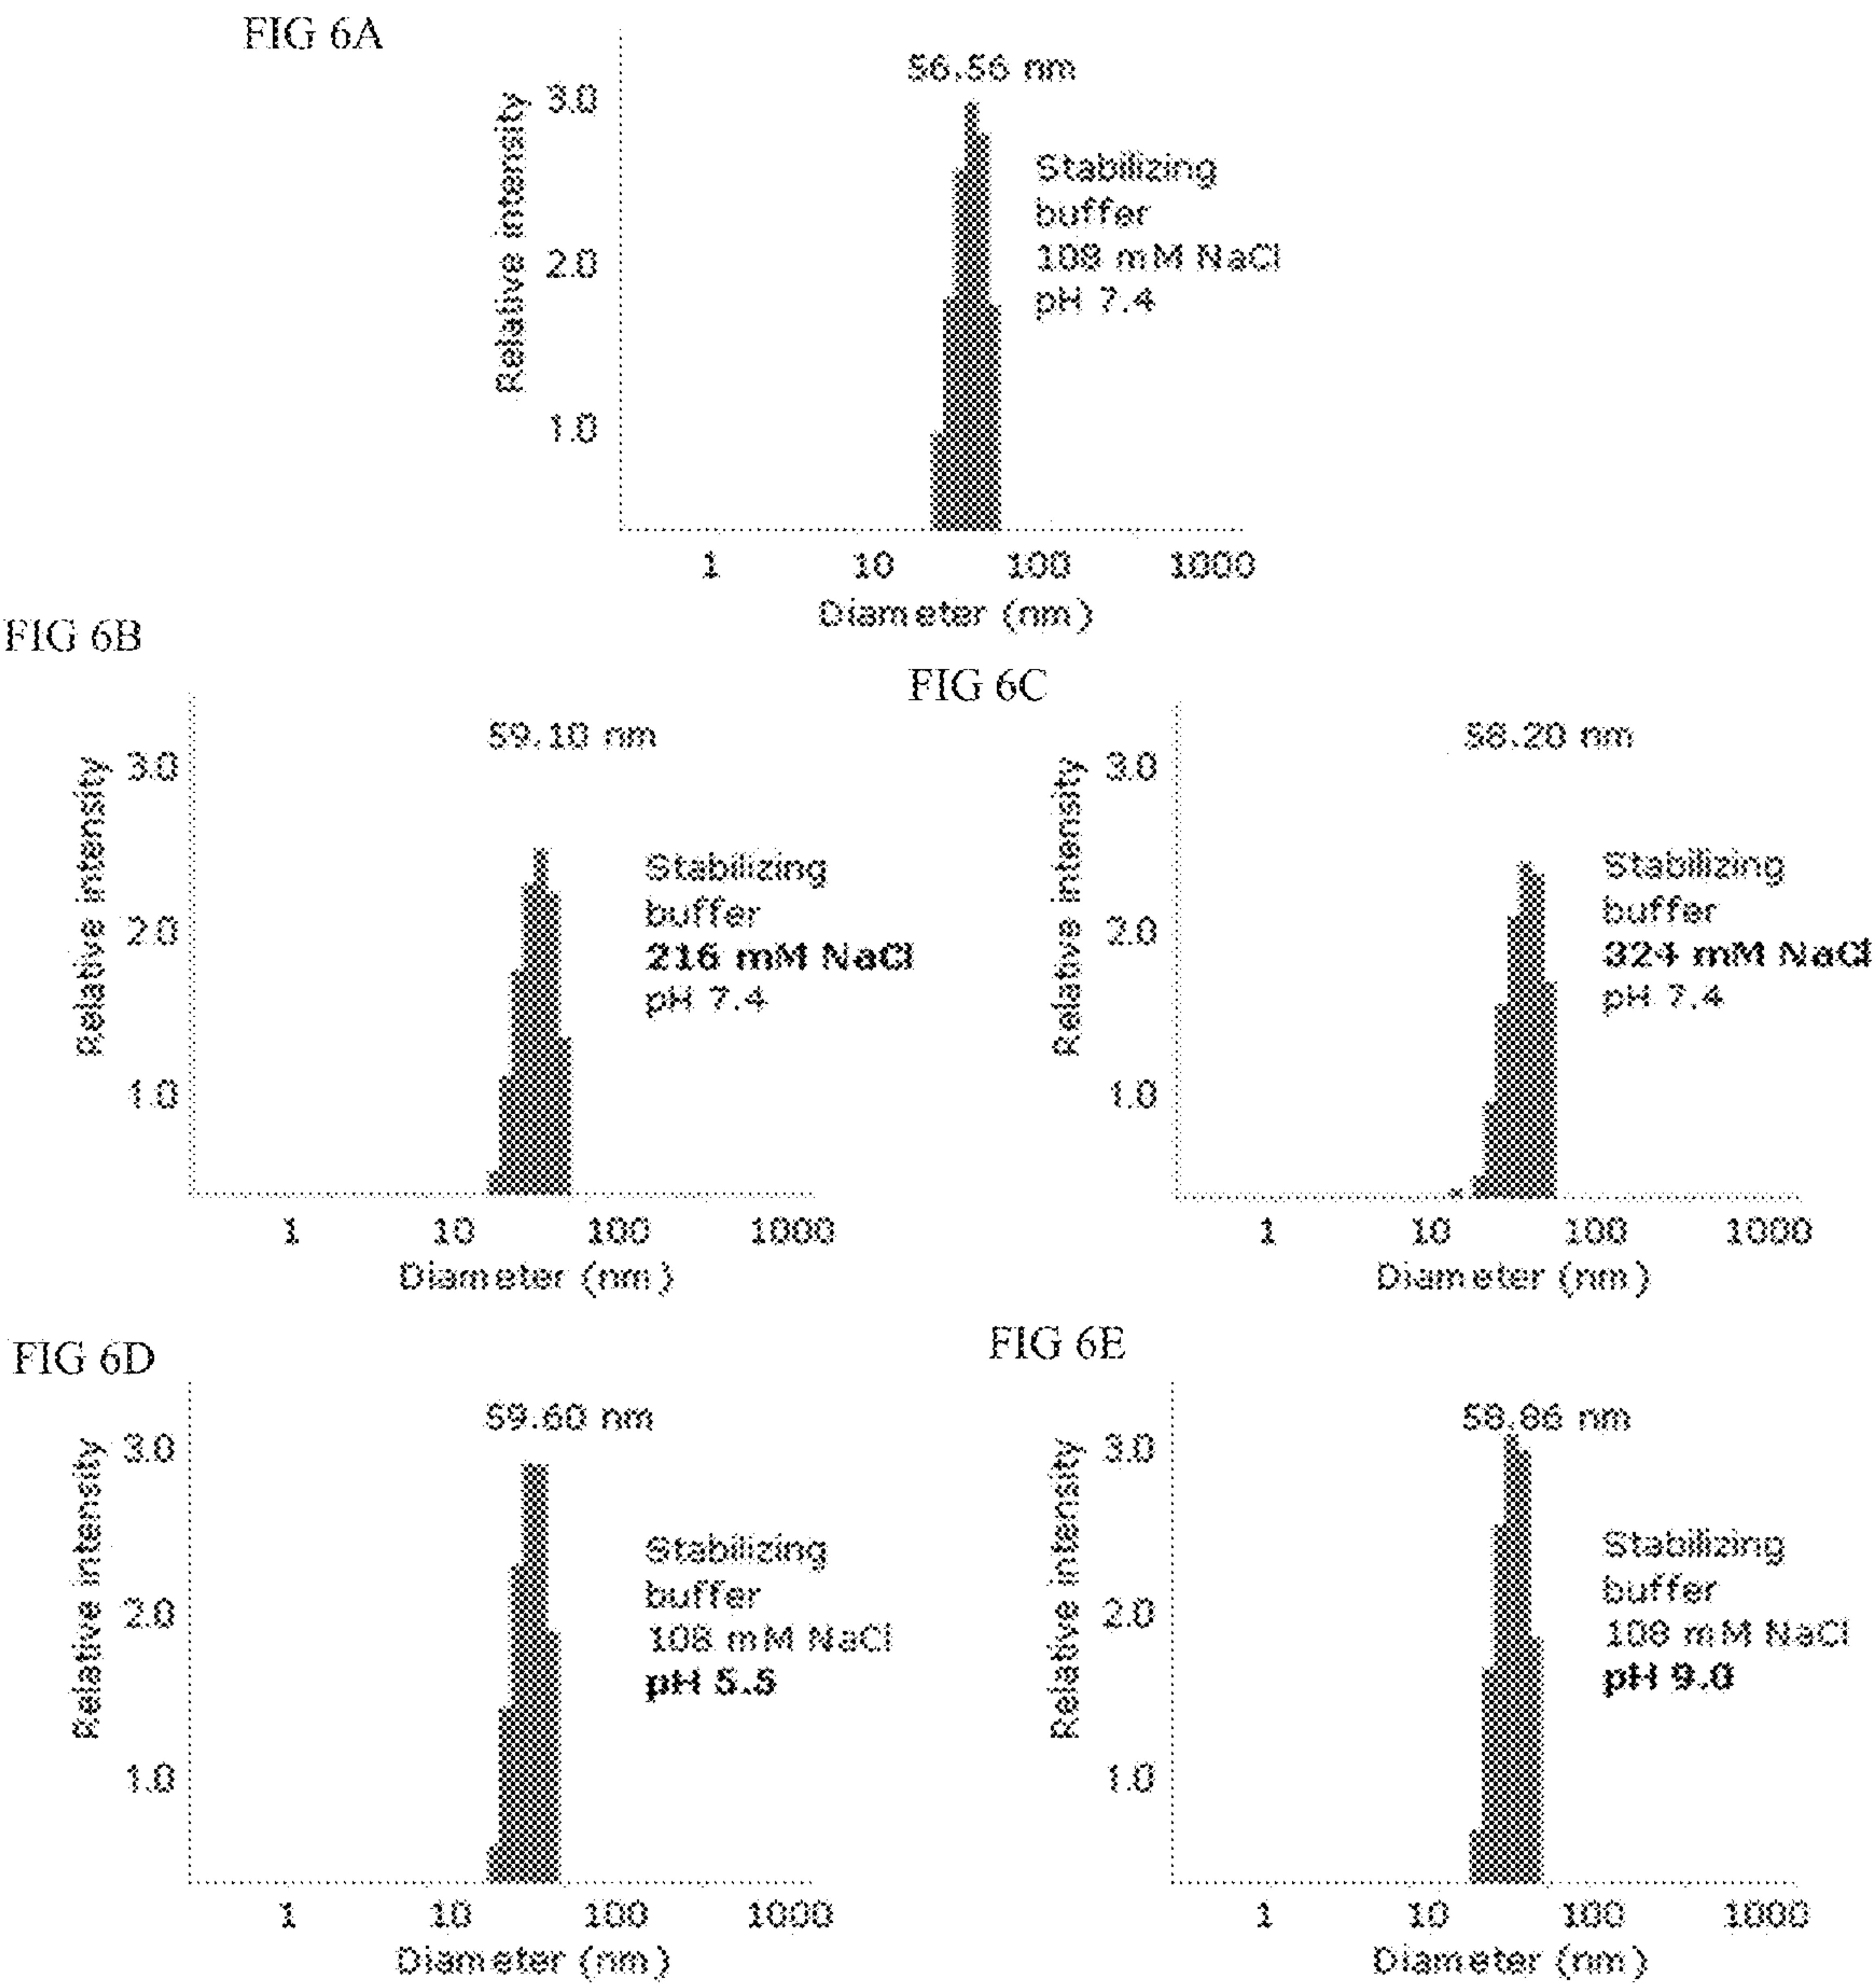 FIG 6A
56.56 nm
3.0
2.0
1.0
Relative intensity
Stabilizing
buffer
108 mM NaCl
pH 7.4
1 10 100 1000
Diameter (nm)
FIG 6B
59.10 nm
3.0
2.0
1.0
Relative intensity
Stabilizing
buffer
216 mM NaCl
pH 7.4
1 10 100 1000
Diameter (nm)
FIG 6C
58.20 nm
3.0
2.0
1.0
Relative intensity
Stabilizing
buffer
324 mM NaCl
pH 7.4
1 10 100 1000
Diameter (nm)
FIG 6D
59.60 nm
3.0
2.0
1.0
Relative intensity
Stabilizing
buffer
108 mM NaCl
pH 5.5
1 10 100 1000
Diameter (nm)
FIG 6E
58.86 nm
3.0
2.0
1.0
Relative intensity
Stabilizing
buffer
108 mM NaCl
pH 9.0
1 10 100 1000
Diameter (nm)